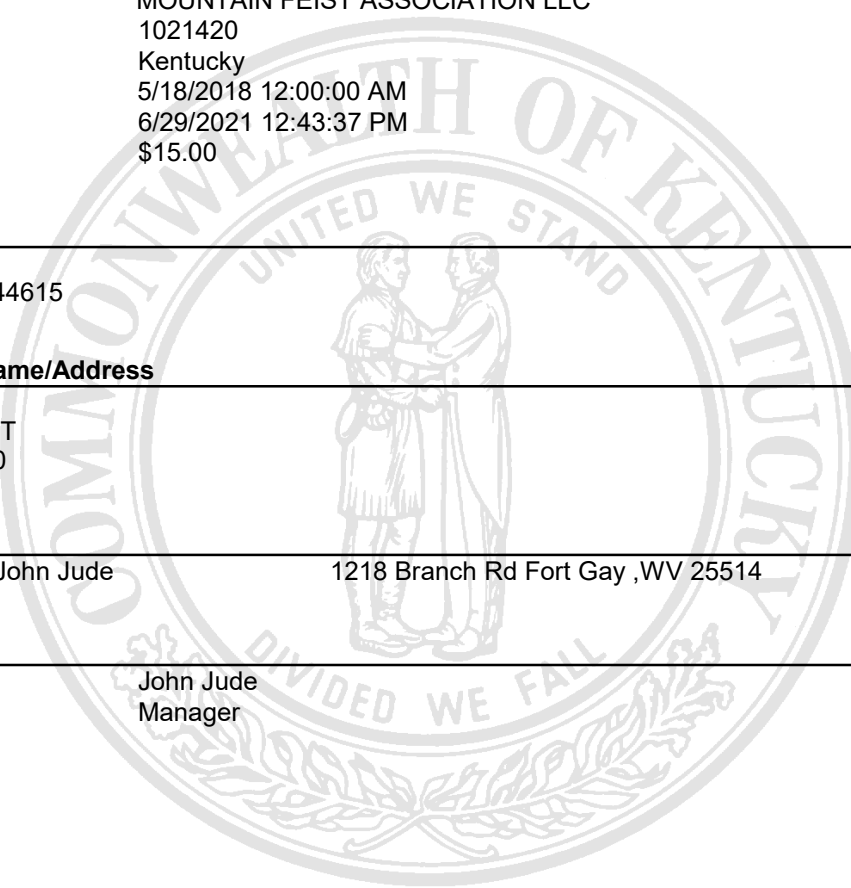 MOUNTAIN FEIST ASSOCIATION LLC
1021420
Kentucky
5/18/2018 12:00:00 AM
6/29/2021 12:43:37 PM
$15.00
44615
ame/Address
T
0
John Jude 1218 Branch Rd Fort Gay ,WV 25514
John Jude
Manager
COMMONWEALTH OF KENTUCKY
UNITED WE STAND
DIVIDED WE FALL